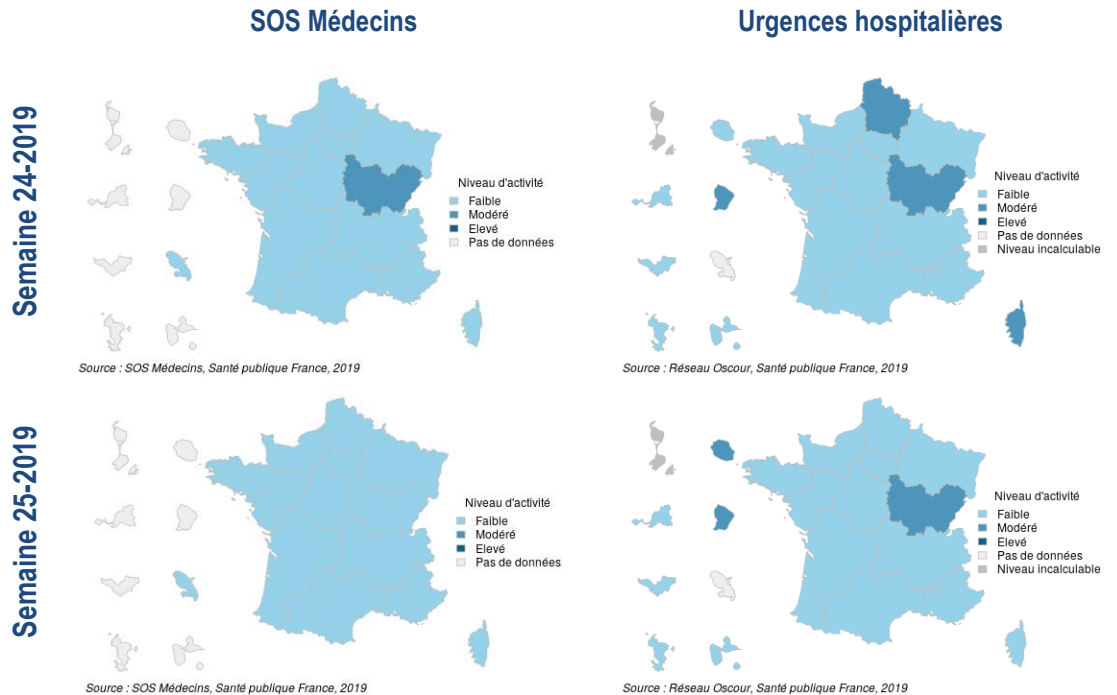 SOS Médecins
Urgences hospitalières
Semaine 24-2019
Niveau d'activité
Faible
Modéré
Elevé
Pas de données
Source : SOS Médecins, Santé publique France, 2019
Niveau d'activité
Faible
Modéré
Elevé
Pas de données
Niveau incalculable
Source : Réseau Oscour, Santé publique France, 2019
Semaine 25-2019
Niveau d'activité
Faible
Modéré
Elevé
Pas de données
Source : SOS Médecins, Santé publique France, 2019
Niveau d'activité
Faible
Modéré
Elevé
Pas de données
Niveau incalculable
Source : Réseau Oscour, Santé publique France, 2019